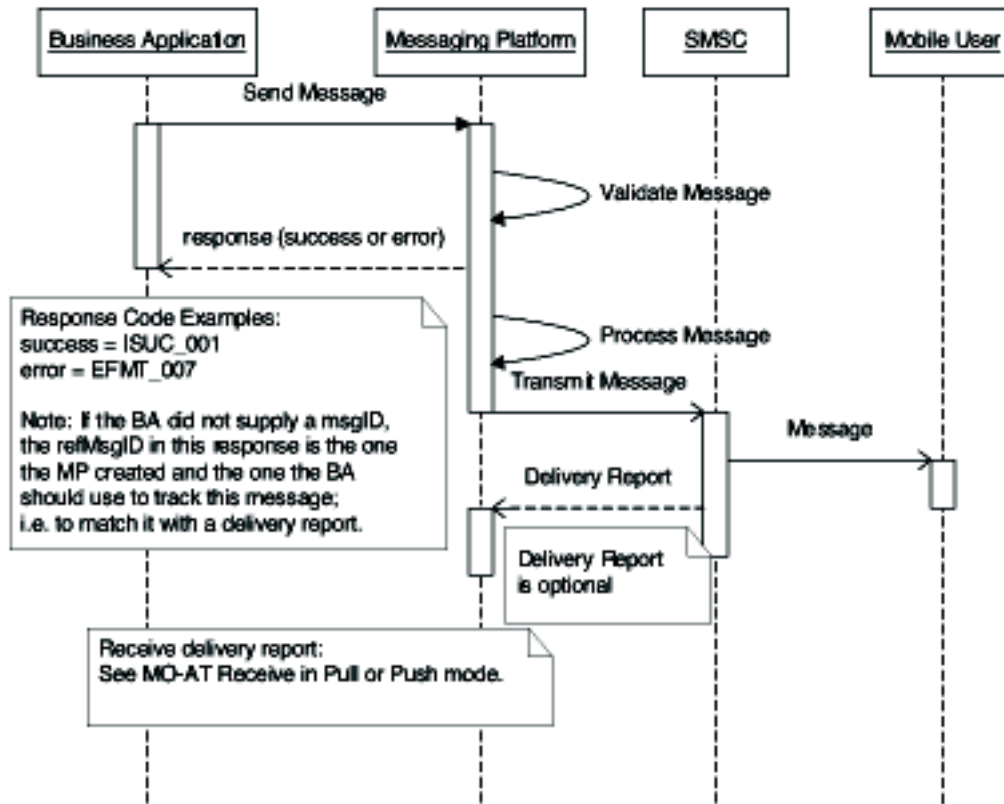 Business Application
Messaging Platform
SMSC
Mobile User
Send Message
Validate Message
response (success or error)
Response Code Examples:
success = ISUC_001
error = EFMT_007
Note: If the BA did not supply a msgID,
the refMsgID in this response is the one
the MP created and the one the BA
should use to track this message;
i.e. to match it with a delivery report.
Process Message
Transmit Message
Message
Delivery Report
Delivery Report
is optional
Receive delivery report:
See MO-AT Receive in Pull or Push mode.